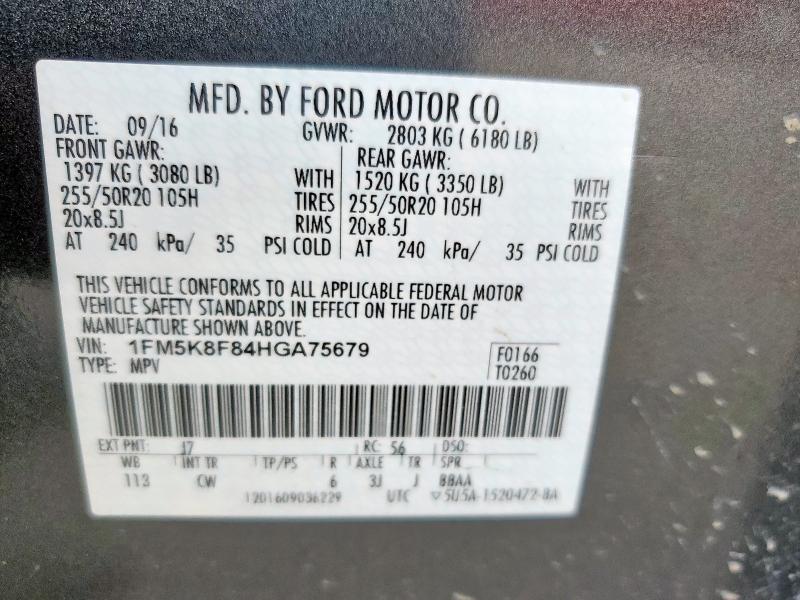 MFD. BY FORD MOTOR CO.
DATE: 09/16 GVWR: 2803 KG ( 6180 LB)
FRONT GAWR: REAR GAWR:
1397 KG ( 3080 LB) WITH 1520 KG ( 3350 LB) WITH
255/50R20 105H TIRES 255/50R20 105H TIRES
20x8.5J RIMS 20x8.5J RIMS
AT 240 kPa/ 35 PSI COLD AT 240 kPa/ 35 PSI COLD
THIS VEHICLE CONFORMS TO ALL APPLICABLE FEDERAL MOTOR
VEHICLE SAFETY STANDARDS IN EFFECT ON THE DATE OF
MANUFACTURE SHOWN ABOVE.
VIN: 1FM5K8F84HGA75679 F0166
TYPE: MPV T0260
EXT PNT: J7 RC: 56 DSO:
WB INT TR TP/PS R AXLE TR SPR
113 CW 6 3J J BBAA
1201609036229 UTC ▽5U5A-1520472-BA